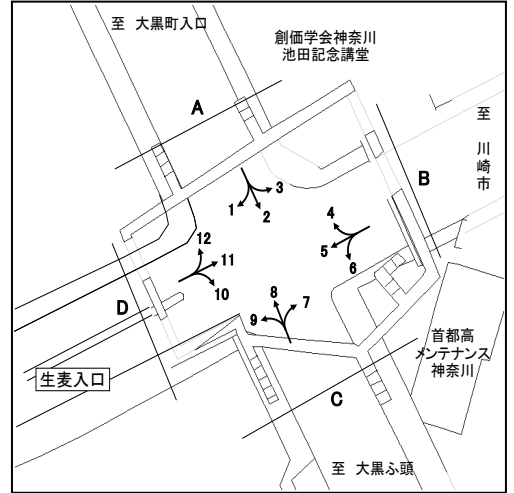 至 大黒町入口
創価学会神奈川
池田記念講堂
A
至 川崎市
B
3
1
2
4
5
6
12
11
10
D
8
7
9
生麦入口
首都高
メンテナンス
神奈川
C
至 大黒ふ頭